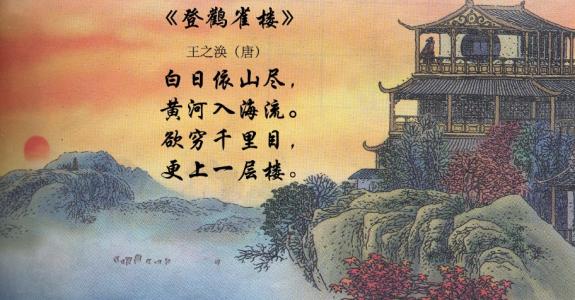 《登鹳雀楼》
王之涣（唐）
白日依山尽，
黄河入海流。
欲穷千里目，
更上一层楼。